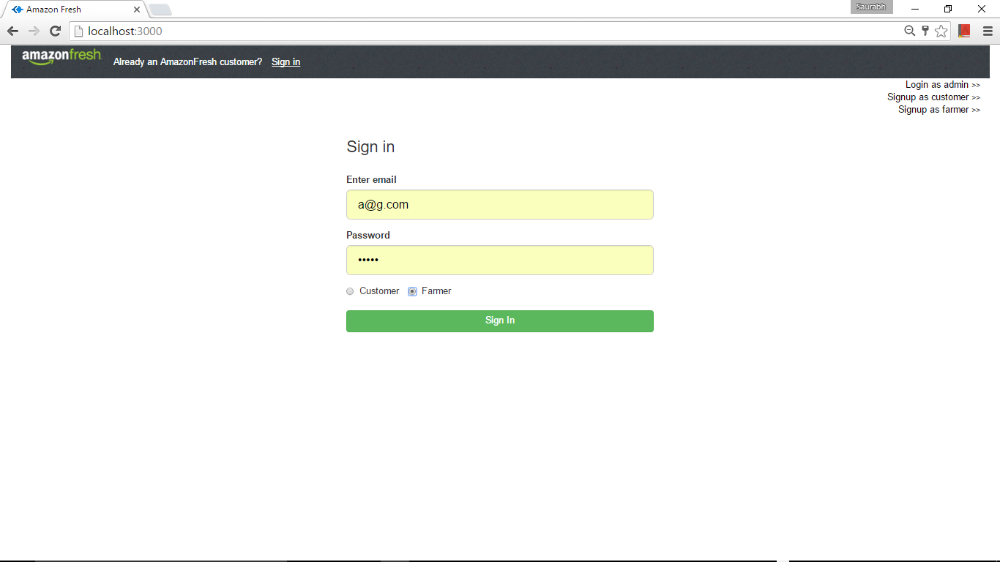 Amazon Fresh
Saurabh
localhost:3000
amazonfresh Already an AmazonFresh customer? Sign in
Login as admin >>
Signup as customer >>
Signup as farmer >>
Sign in
Enter email
a@g.com
Password
•••••
Customer Farmer
Sign In